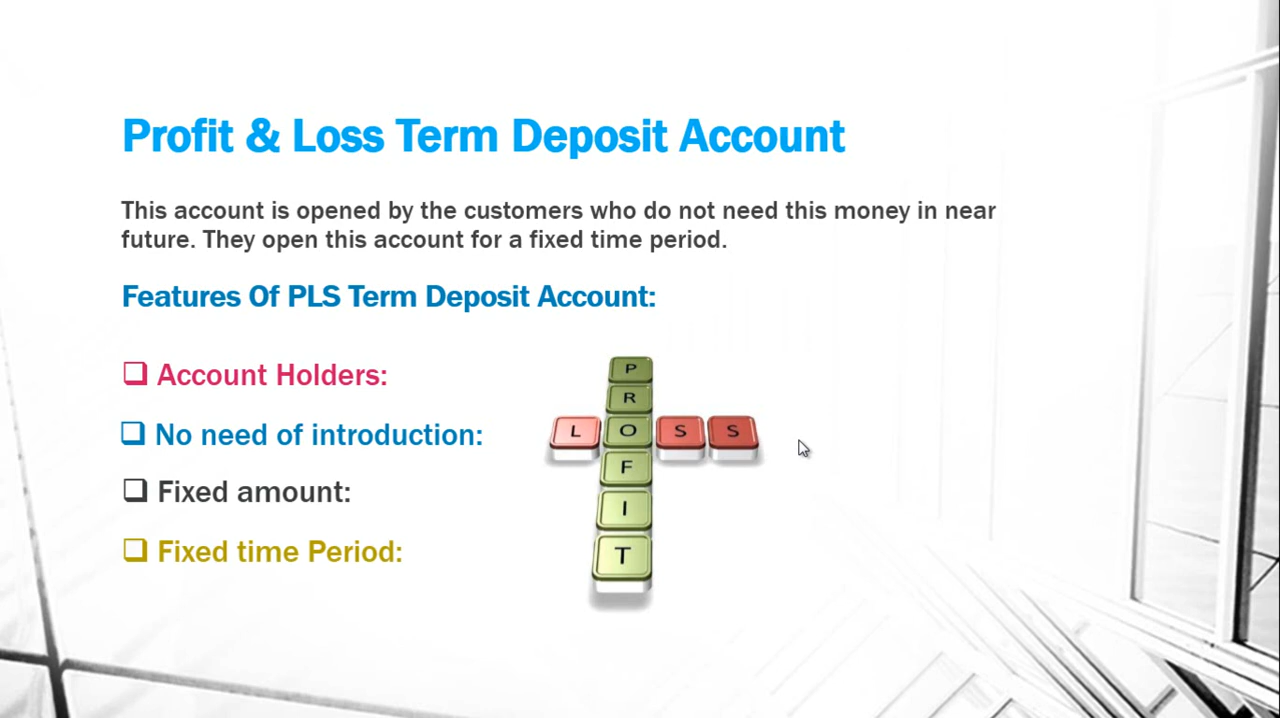 Profit & Loss Term Deposit Account
This account is opened by the customers who do not need this money in near
future. They open this account for a fixed time period.
Features Of PLS Term Deposit Account:
Account Holders:
No need of introduction:
Fixed amount:
Fixed time Period:
PROFIT
LOSS